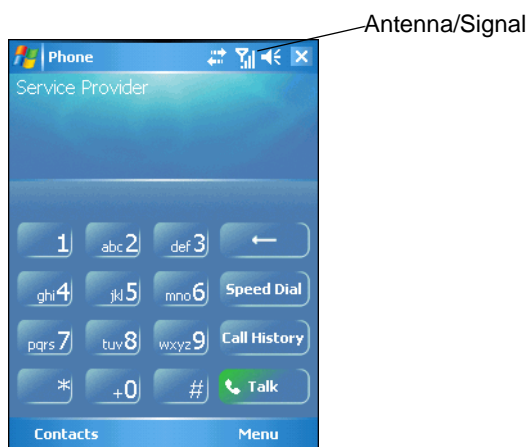 Antenna/Signal
Phone
Service Provider
1 abc 2 def 3
ghi 4 jkl 5 mno 6 Speed Dial
pqrs 7 tuv 8 wxyz 9 Call History
* +0 # Talk
Contacts Menu